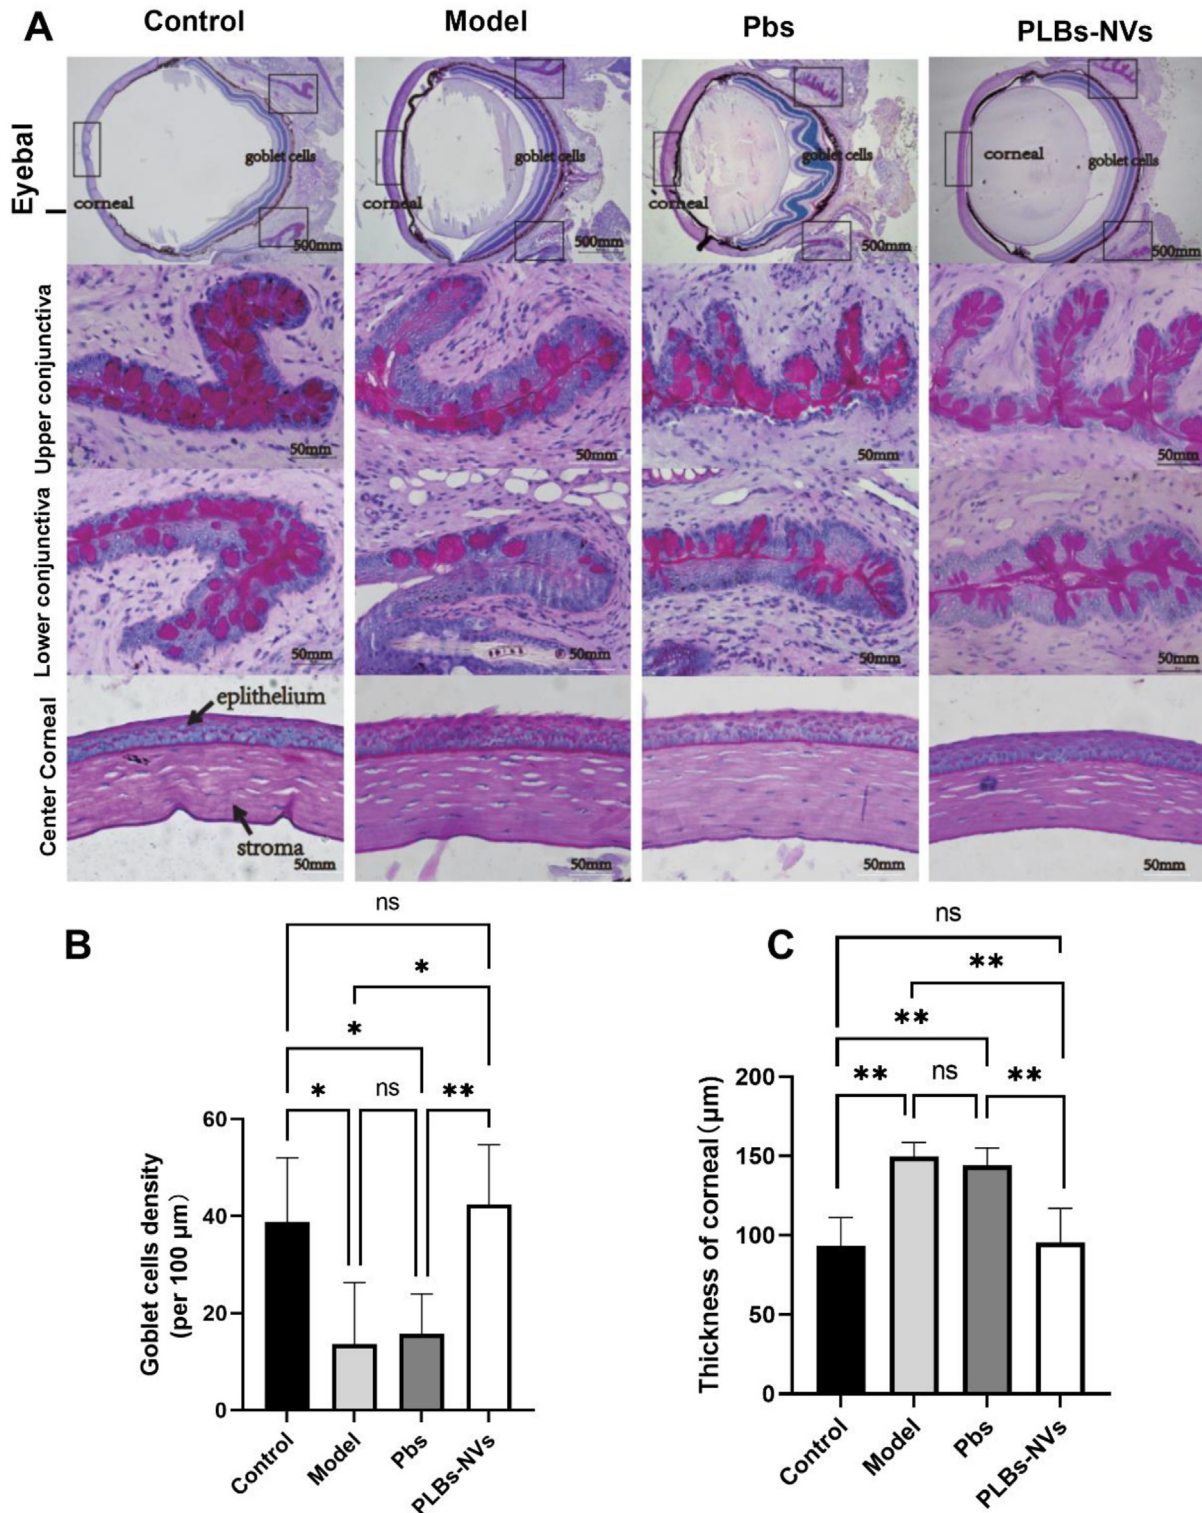 A
Control
Model
Pbs
PLBs-NVs
Eyebal
corneal
goblet cells
500mm
corneal
goblet cells
500mm
corneal
goblet cells
500mm
corneal
goblet cells
500mm
Upper conjunctiva
50mm
50mm
50mm
50mm
Lower conjunctiva
50mm
50mm
50mm
50mm
Center Corneal
eplithelium
stroma
50mm
50mm
50mm
50mm
B
ns
*
*
* ns **
Goblet cells density
(per 100 μm)
60
40
20
0
Control
Model
Pbs
PLBs-NVs
C
ns
**
**
** ns **
Thickness of corneal(μm)
200
150
100
50
0
Control
Model
Pbs
PLBs-NVs